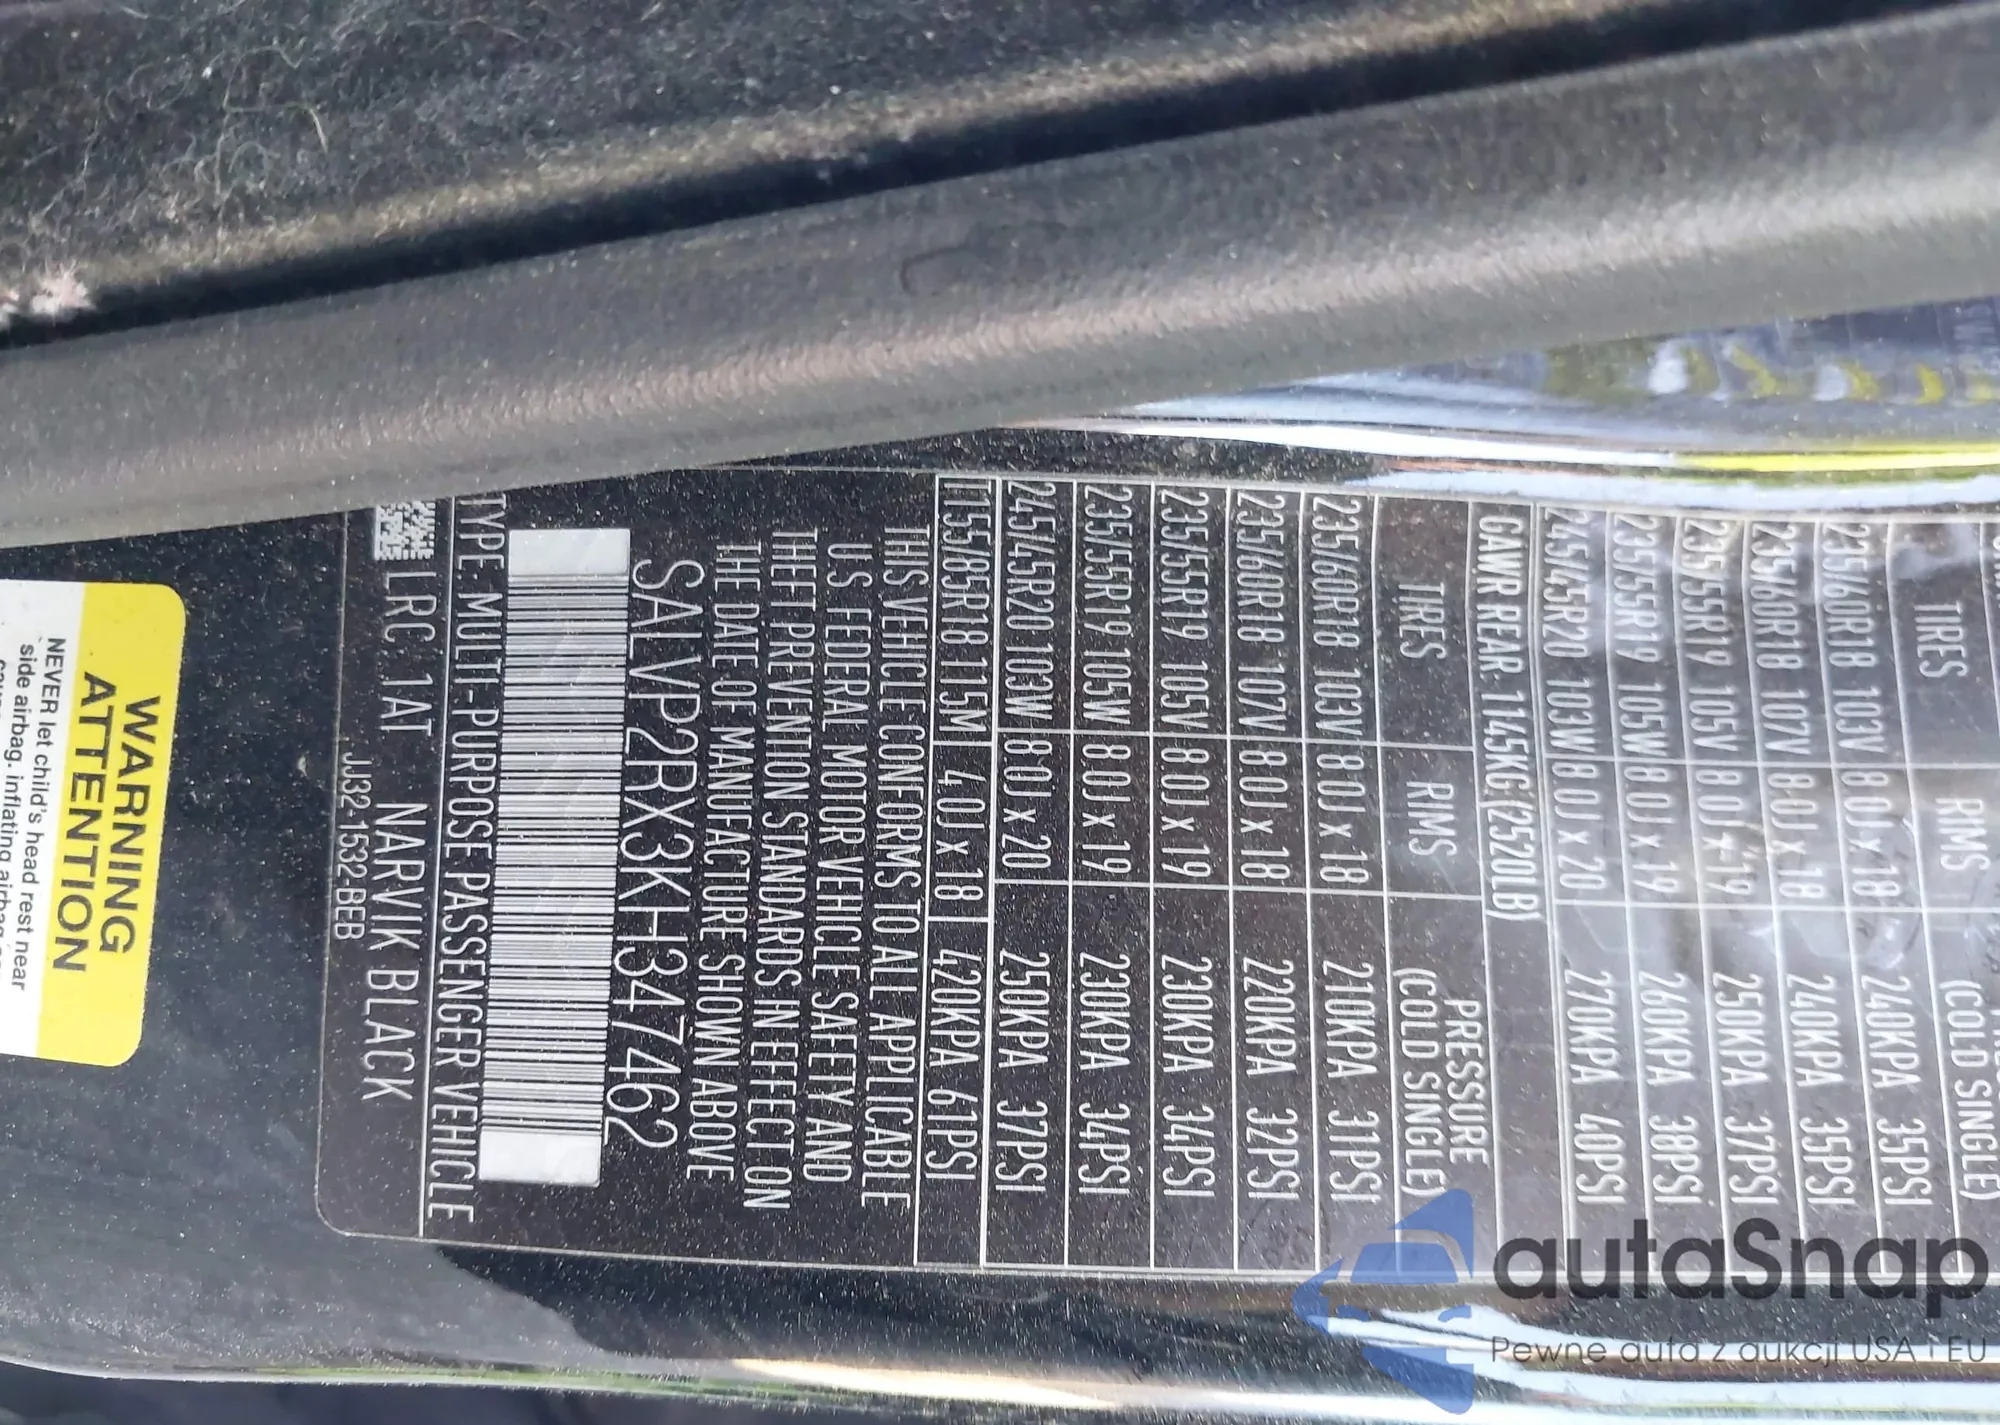 TIRES RIMS (COLD SINGLE)
235/60R18 103V 8.0J x 18 240KPA 35PSI
235/60R18 107V 8.0J x 18 240KPA 35PSI
235/55R19 105V 8.0J x 19 250KPA 37PSI
235/55R19 105W 8.0J x 19 260KPA 38PSI
245/45R20 103W 8.0J x 20 270KPA 40PSI
GAWR REAR: 1145KG(2520LB)
TIRES RIMS PRESSURE (COLD SINGLE)
235/60R18 103V 8.0J x 18 210KPA 31PSI
235/60R18 107V 8.0J x 18 220KPA 32PSI
235/55R19 105V 8.0J x 19 230KPA 34PSI
235/55R19 105W 8.0J x 19 230KPA 34PSI
245/45R20 103W 8.0J x 20 250KPA 37PSI
T155/85R18 115M 4.0J x 18 420KPA 61PSI
THIS VEHICLE CONFORMS TO ALL APPLICABLE
U.S. FEDERAL MOTOR VEHICLE SAFETY AND
THEFT PREVENTION STANDARDS IN EFFECT ON
THE DATE OF MANUFACTURE SHOWN ABOVE
SALVP2RX3KH347462
TYPE: MULTI-PURPOSE PASSENGER VEHICLE
LRC: 1AT NARVIK BLACK
JJ32-1532-BEB
WARNING
ATTENTION
NEVER let child's head rest near
side airbag. inflating airbag
autaSnap
Pewne auta z aukcji USA i EU